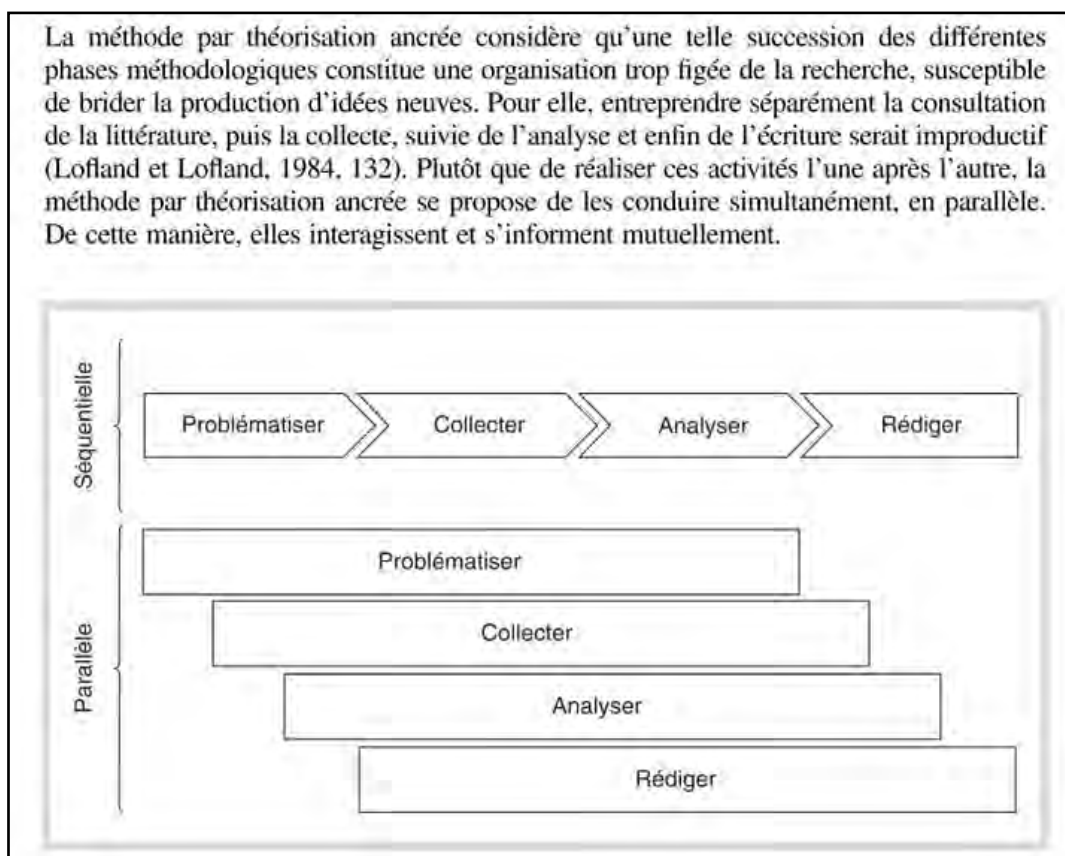 La méthode par théorisation ancrée considère qu'une telle succession des différentes
phases méthodologiques constitue une organisation trop figée de la recherche, susceptible
de brider la production d'idées neuves. Pour elle, entreprendre séparément la consultation
de la littérature, puis la collecte, suivie de l'analyse et enfin de l'écriture serait improductif
(Lofland et Lofland, 1984, 132). Plutôt que de réaliser ces activités l'une après l'autre, la
méthode par théorisation ancrée se propose de les conduire simultanément, en parallèle.
De cette manière, elles interagissent et s'informent mutuellement.
Séquentielle
Problématiser
Collecter
Analyser
Rédiger
Parallèle
Problématiser
Collecter
Analyser
Rédiger